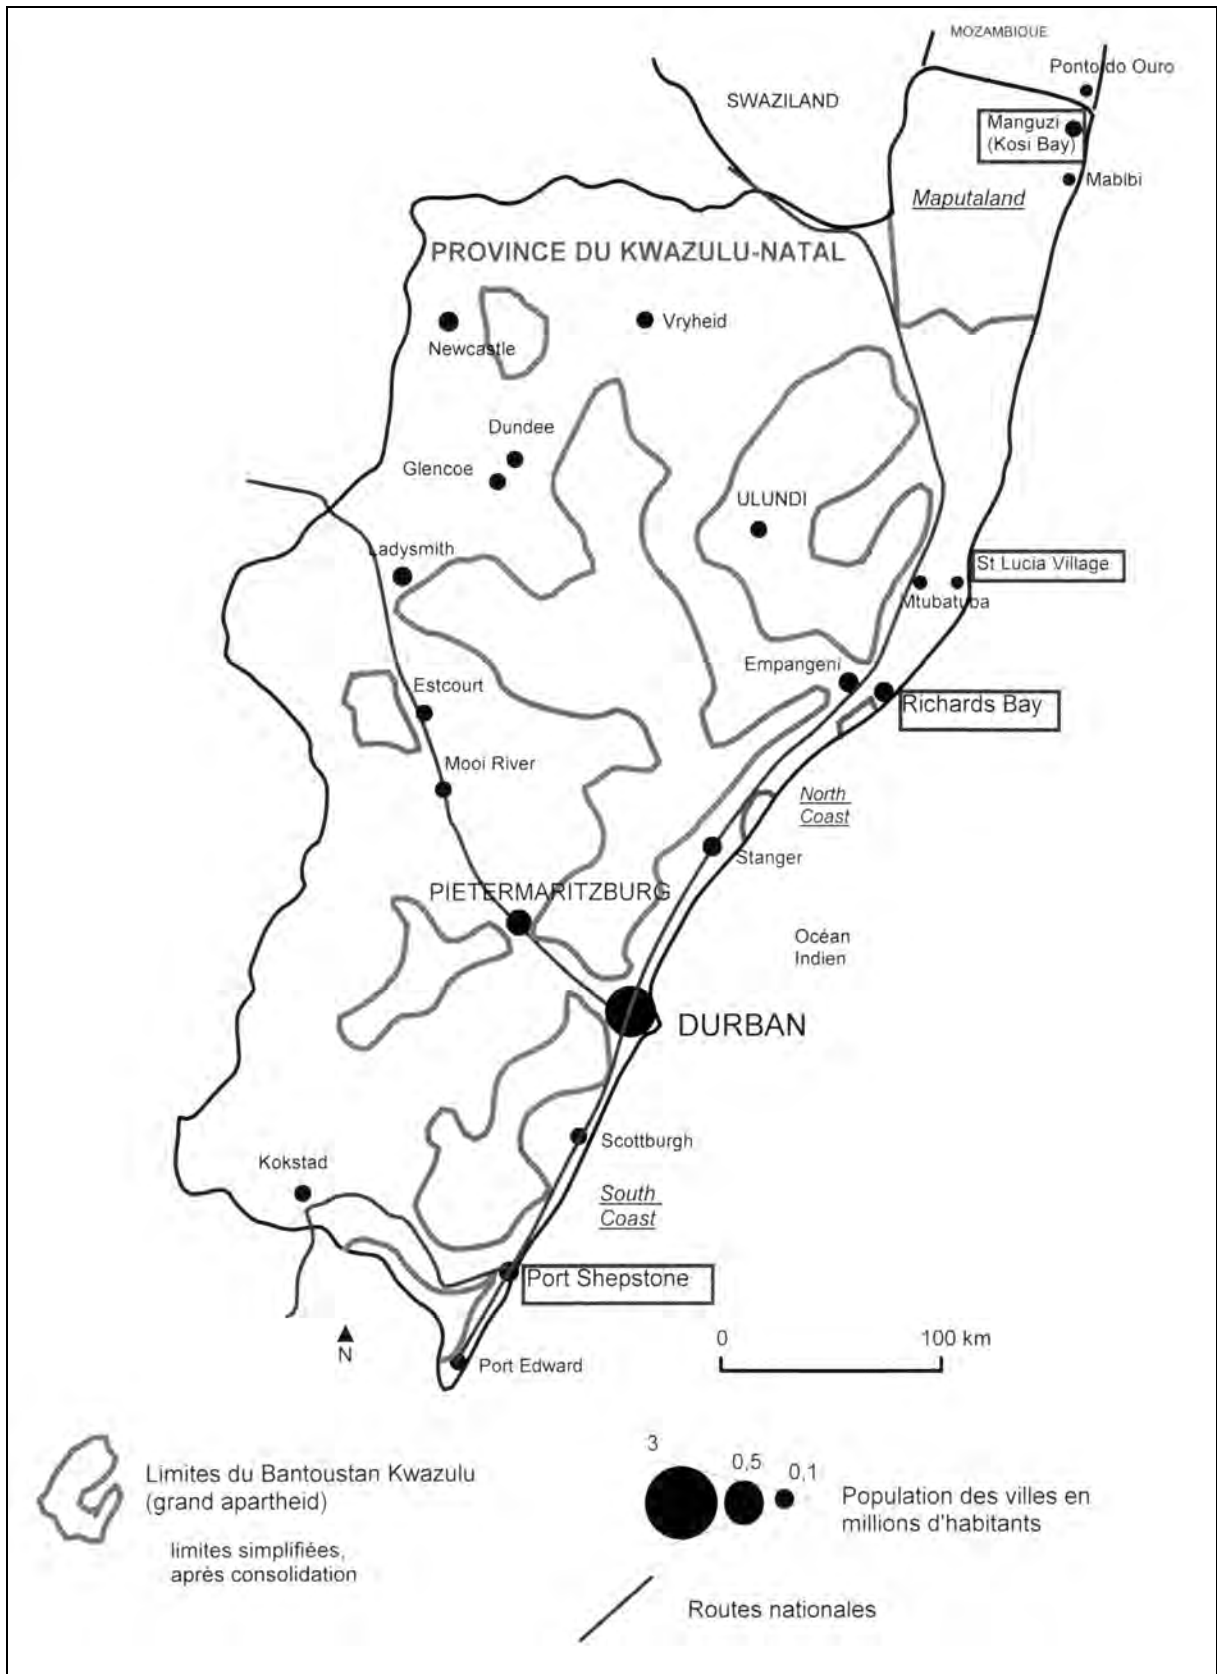 MOZAMBIQUE
Ponto do Ouro
SWAZILAND
Manguzi
(Kosi Bay)
Mabibi
Maputaland
PROVINCE DU KWAZULU-NATAL
Newcastle
Vryheid
Dundee
Glencoe
ULUNDI
Ladysmith
St Lucia Village
Mtubatuba
Empangeni
Richards Bay
Estcourt
Mooi River
North
Coast
Stanger
PIETERMARITZBURG
Océan
Indien
DURBAN
Scottburgh
Kokstad
South
Coast
Port Shepstone
N
0 100 km
Port Edward
Limites du Bantoustan Kwazulu
(grand apartheid)
limites simplifiées,
après consolidation
3
0,5
0,1
Population des villes en
millions d'habitants
Routes nationales